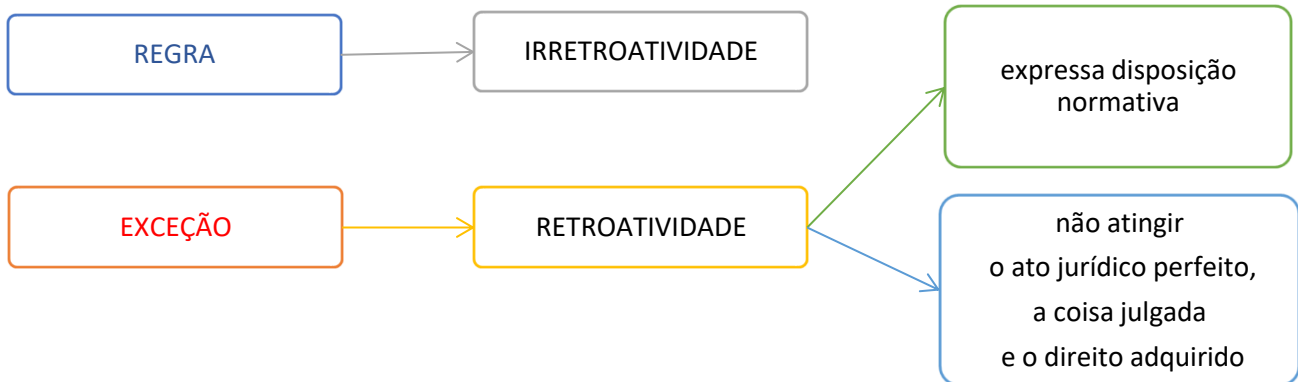 REGRA
IRRETROATIVIDADE
expressa disposição
normativa
EXCEÇÃO
RETROATIVIDADE
não atingir
o ato jurídico perfeito,
a coisa julgada
e o direito adquirido